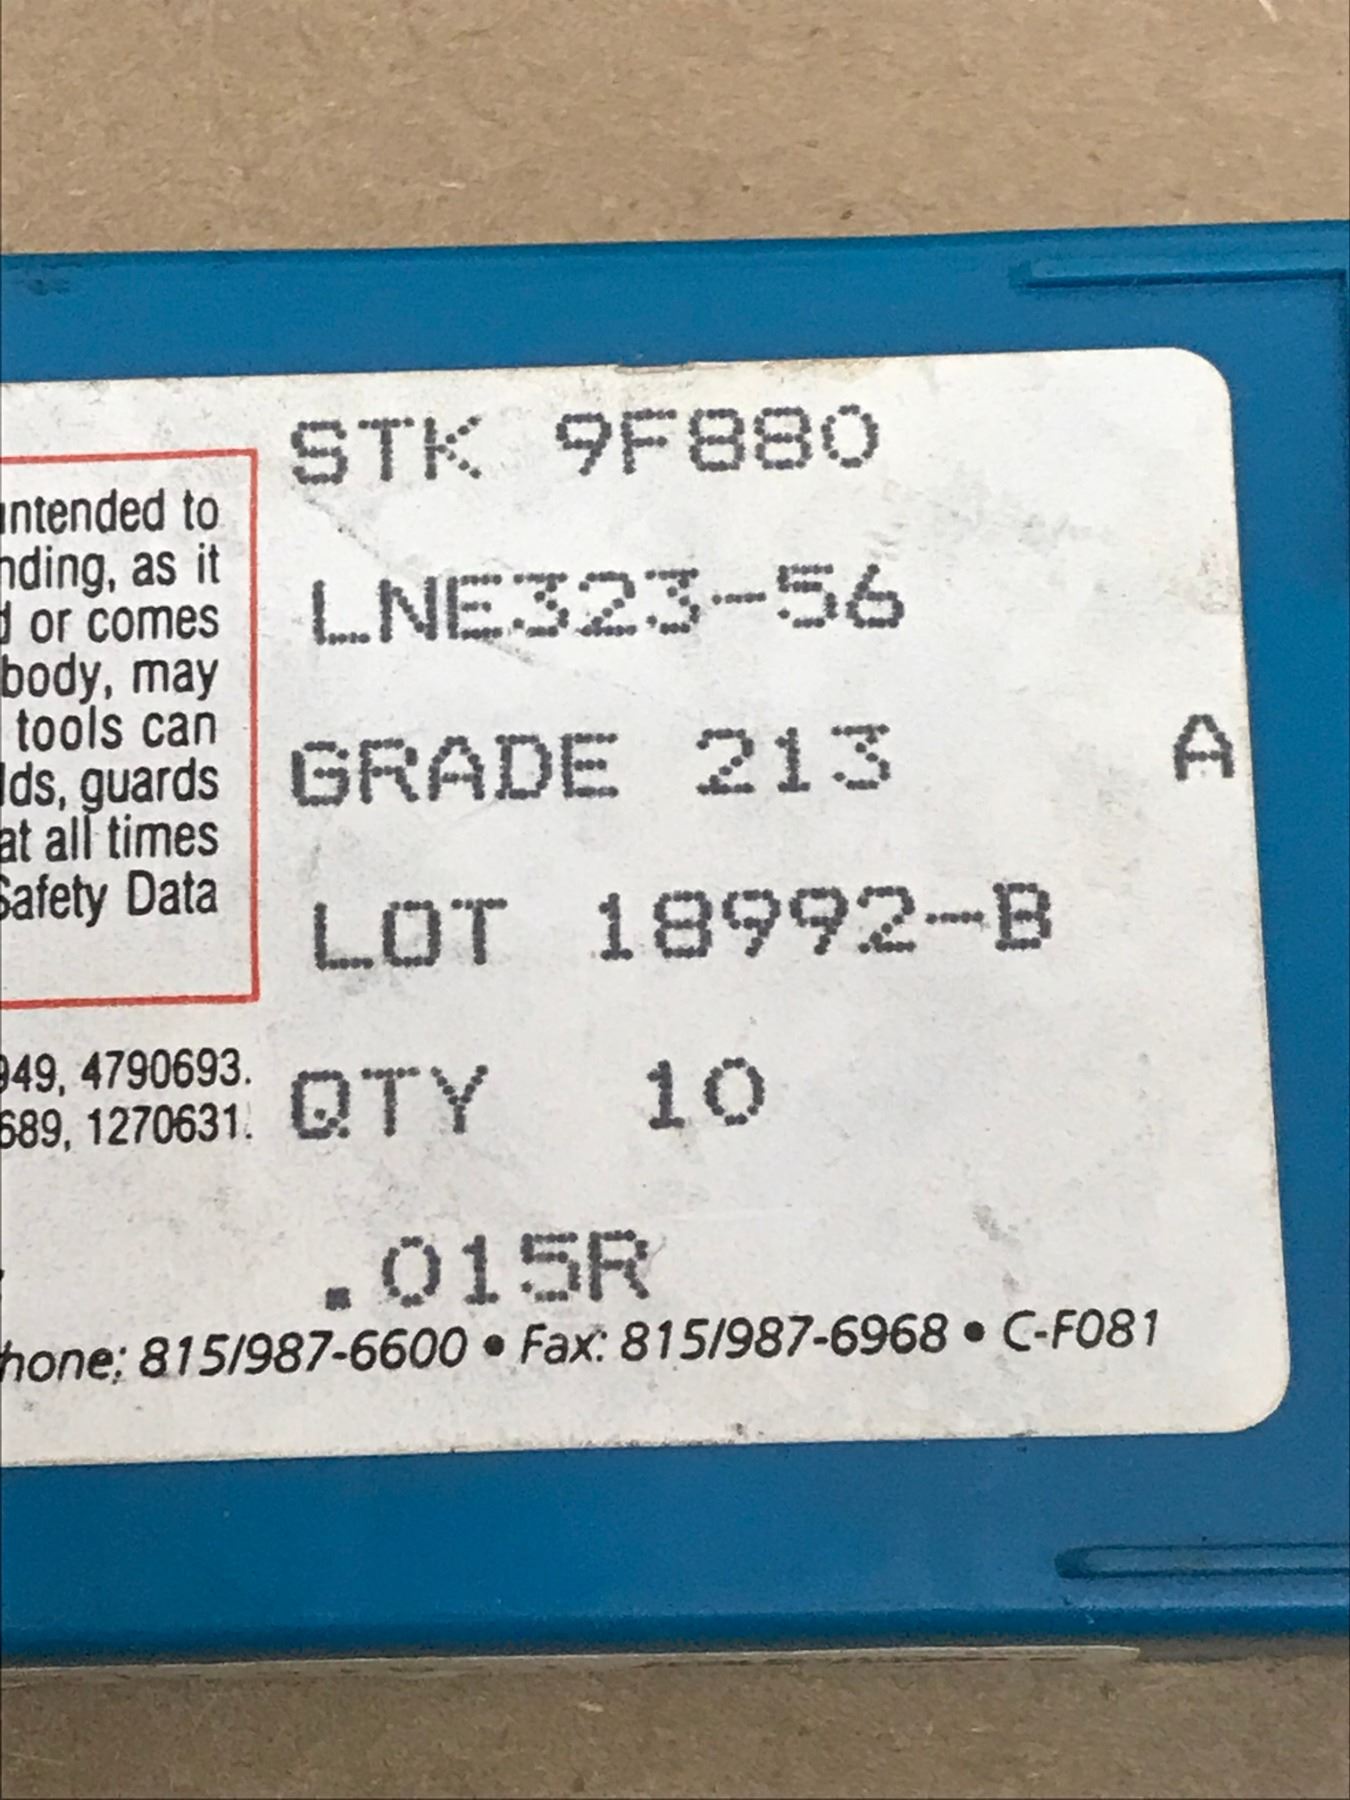 STK 9F880
LNE323-56
GRADE 213 A
LOT 18992-B
QTY 10
.015R
intended to
nding, as it
d or comes
body, may
tools can
lds, guards
at all times
Safety Data
949, 4790693.
689, 1270631.
hone: 815/987-6600 • Fax: 815/987-6968 • C-F081